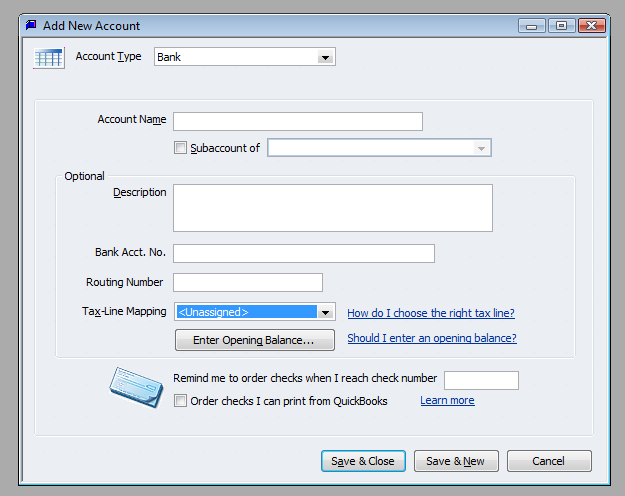 Add New Account
Account Type Bank
Account Name
Subaccount of
Optional
Description
Bank Acct. No.
Routing Number
Tax-Line Mapping <Unassigned> How do I choose the right tax line?
Enter Opening Balance... Should I enter an opening balance?
Remind me to order checks when I reach check number
Order checks I can print from QuickBooks Learn more
Save & Close Save & New Cancel